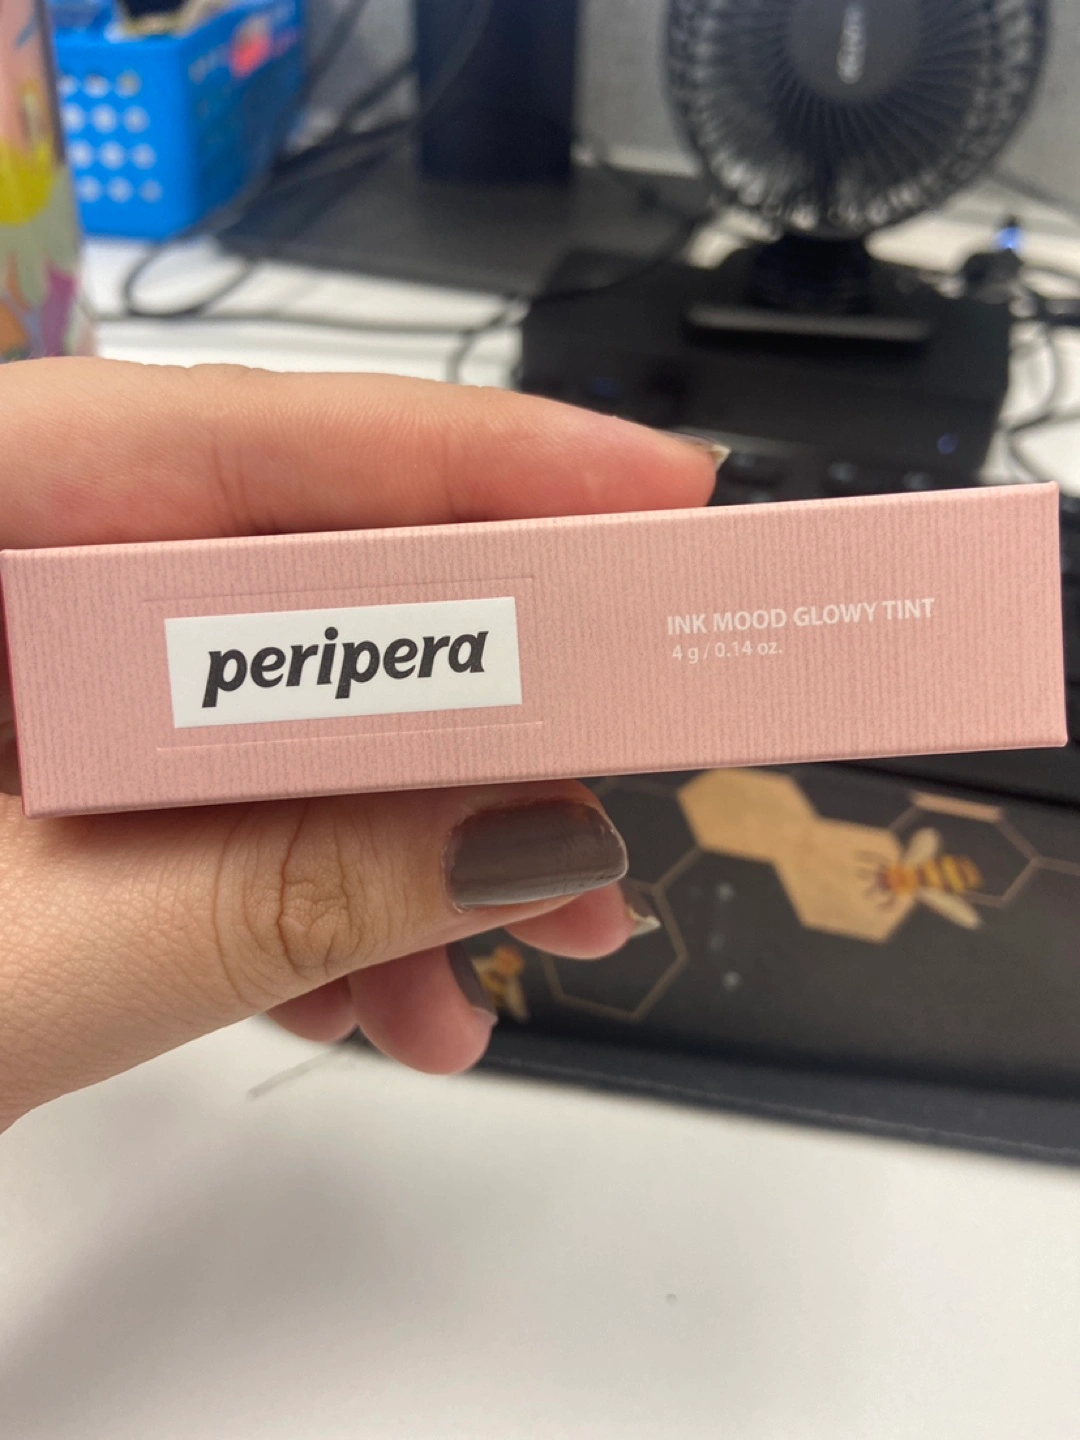 peripera
INK MOOD GLOWY TINT
4 g / 0.14 oz.